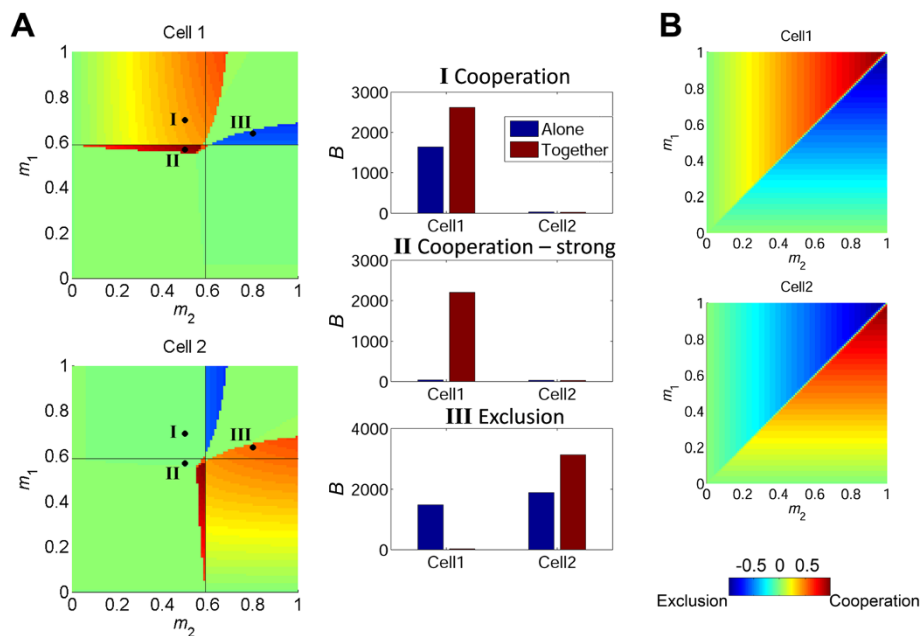 A
Cell 1
1
0.8
0.6
0.4
0.2
0
m1
I
II
III
0 0.2 0.4 0.6 0.8 1
m2
Cell 2
1
0.8
0.6
0.4
0.2
0
m1
I
II
III
0 0.2 0.4 0.6 0.8 1
m2
I Cooperation
3000
2000
1000
0
B
Alone
Together
Cell1 Cell2
II Cooperation – strong
3000
2000
1000
0
B
Cell1 Cell2
III Exclusion
4000
2000
0
B
Cell1 Cell2
B
Cell1
1
0.8
0.6
0.4
0.2
0
m1
0 0.2 0.4 0.6 0.8 1
m2
Cell2
1
0.8
0.6
0.4
0.2
0
m1
0 0.2 0.4 0.6 0.8 1
m2
-0.5 0 0.5
Exclusion Cooperation